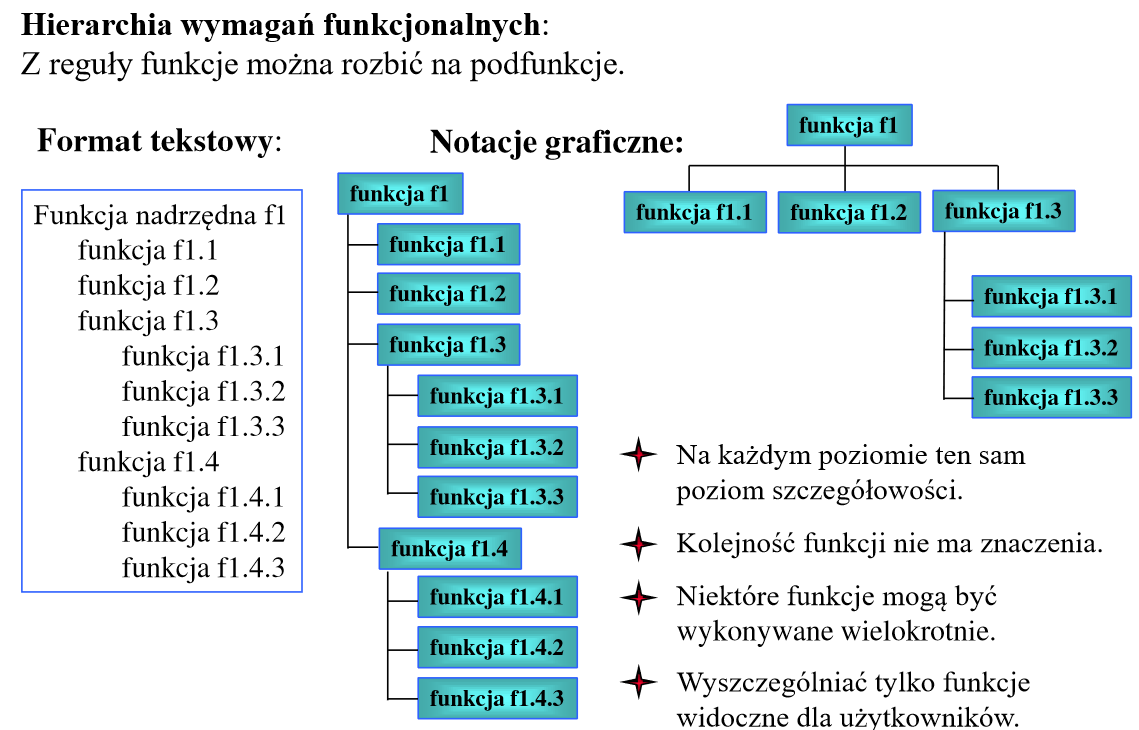 Hierarchia wymagań funkcjonalnych:
Z reguły funkcje można rozbić na podfunkcje.
Format tekstowy:
Funkcja nadrzędna f1
funkcja f1.1
funkcja f1.2
funkcja f1.3
funkcja f1.3.1
funkcja f1.3.2
funkcja f1.3.3
funkcja f1.4
funkcja f1.4.1
funkcja f1.4.2
funkcja f1.4.3
Notacje graficzne:
funkcja f1
funkcja f1.1
funkcja f1.2
funkcja f1.3
funkcja f1.3.1
funkcja f1.3.2
funkcja f1.3.3
funkcja f1.4
funkcja f1.4.1
funkcja f1.4.2
funkcja f1.4.3
funkcja f1
funkcja f1.1
funkcja f1.2
funkcja f1.3
funkcja f1.3.1
funkcja f1.3.2
funkcja f1.3.3
Na każdym poziomie ten sam
poziom szczegółowości.
Kolejność funkcji nie ma znaczenia.
Niektóre funkcje mogą być
wykonywane wielokrotnie.
Wyszczególniać tylko funkcje
widoczne dla użytkowników.